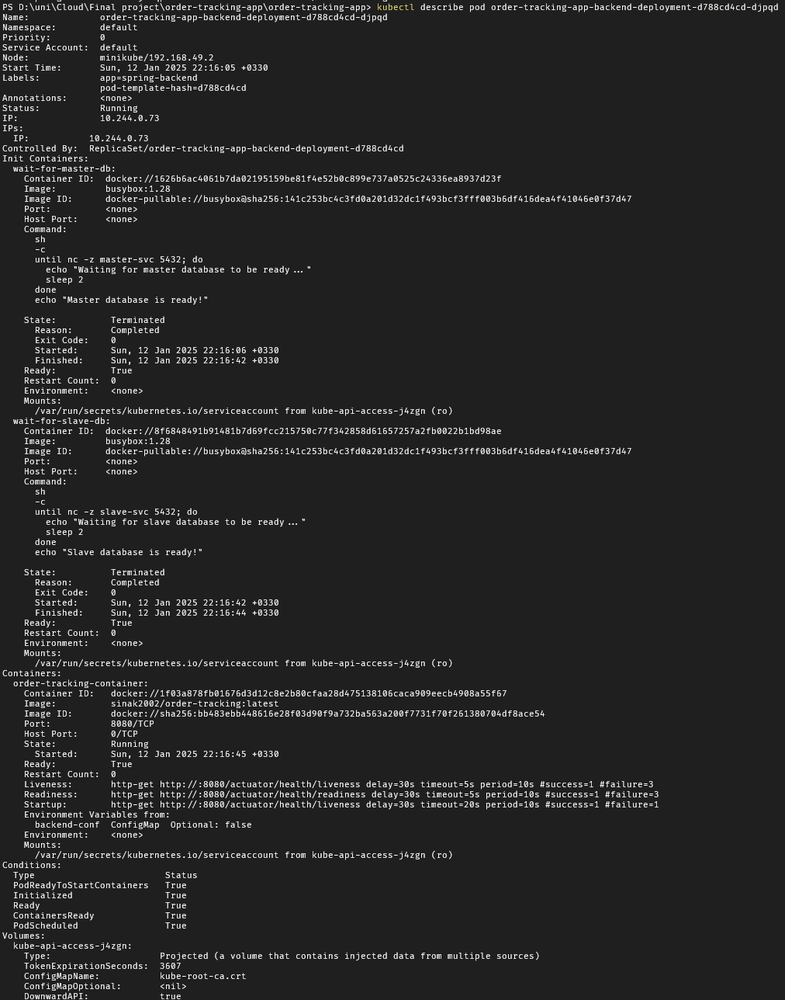 PS D:\uni\Cloud\Final project\order-tracking-app\order-tracking-app> kubectl describe pod order-tracking-app-backend-deployment-d788cd4cd-djpqd
Name:             order-tracking-app-backend-deployment-d788cd4cd-djpqd
Namespace:        default
Priority:         0
Service Account:  default
Node:             minikube/192.168.49.2
Start Time:       Sun, 12 Jan 2025 22:16:05 +0330
Labels:           app=spring-backend
                  pod-template-hash=d788cd4cd
Annotations:      <none>
Status:           Running
IP:               10.244.0.73
IPs:
  IP:           10.244.0.73
Controlled By:  ReplicaSet/order-tracking-app-backend-deployment-d788cd4cd
Init Containers:
  wait-for-master-db:
    Container ID:  docker://1626b6ac4061b7da02195159be81f4e52b0c899e737a0525c24336ea8937d23f
    Image:         busybox:1.28
    Image ID:      docker-pullable://busybox@sha256:141c253bc4c3fd0a201d32dc1f493bcf3fff003b6df416dea4f41046e0f37d47
    Port:          <none>
    Host Port:     <none>
    Command:
      sh
      -c
      until nc -z master-svc 5432; do
        echo "Waiting for master database to be ready..."
        sleep 2
      done
      echo "Master database is ready!"
    State:          Terminated
      Reason:       Completed
      Exit Code:    0
      Started:      Sun, 12 Jan 2025 22:16:06 +0330
      Finished:     Sun, 12 Jan 2025 22:16:42 +0330
    Ready:          True
    Restart Count:  0
    Environment:    <none>
    Mounts:
      /var/run/secrets/kubernetes.io/serviceaccount from kube-api-access-j4zgn (ro)
  wait-for-slave-db:
    Container ID:  docker://8f6848491b91481b7d69fcc215750c77f342858d61657257a2fb0022b1bd98ae
    Image:         busybox:1.28
    Image ID:      docker-pullable://busybox@sha256:141c253bc4c3fd0a201d32dc1f493bcf3fff003b6df416dea4f41046e0f37d47
    Port:          <none>
    Host Port:     <none>
    Command:
      sh
      -c
      until nc -z slave-svc 5432; do
        echo "Waiting for slave database to be ready..."
        sleep 2
      done
      echo "Slave database is ready!"
    State:          Terminated
      Reason:       Completed
      Exit Code:    0
      Started:      Sun, 12 Jan 2025 22:16:42 +0330
      Finished:     Sun, 12 Jan 2025 22:16:44 +0330
    Ready:          True
    Restart Count:  0
    Environment:    <none>
    Mounts:
      /var/run/secrets/kubernetes.io/serviceaccount from kube-api-access-j4zgn (ro)
Containers:
  order-tracking-container:
    Container ID:   docker://1f03a878fb01676d3d12c8e2b80cfaa28d475138106caca909eecb4908a55f67
    Image:          sinak2002/order-tracking:latest
    Image ID:       docker://sha256:bb483ebb448616e28f03d90f9a732ba563a200f7731f70f261380704df8ace54
    Port:           8080/TCP
    Host Port:      0/TCP
    State:          Running
      Started:      Sun, 12 Jan 2025 22:16:45 +0330
    Ready:          True
    Restart Count:  0
    Liveness:       http-get http://:8080/actuator/health/liveness delay=30s timeout=5s period=10s #success=1 #failure=3
    Readiness:      http-get http://:8080/actuator/health/readiness delay=30s timeout=5s period=10s #success=1 #failure=3
    Startup:        http-get http://:8080/actuator/health/liveness delay=30s timeout=20s period=10s #success=1 #failure=1
    Environment Variables from:
      backend-conf  ConfigMap  Optional: false
    Environment:    <none>
    Mounts:
      /var/run/secrets/kubernetes.io/serviceaccount from kube-api-access-j4zgn (ro)
Conditions:
  Type                        Status
  PodReadyToStartContainers   True
  Initialized                 True
  Ready                       True
  ContainersReady             True
  PodScheduled                True
Volumes:
  kube-api-access-j4zgn:
    Type:                    Projected (a volume that contains injected data from multiple sources)
    TokenExpirationSeconds:  3607
    ConfigMapName:           kube-root-ca.crt
    ConfigMapOptional:       <nil>
    DownwardAPI:             true